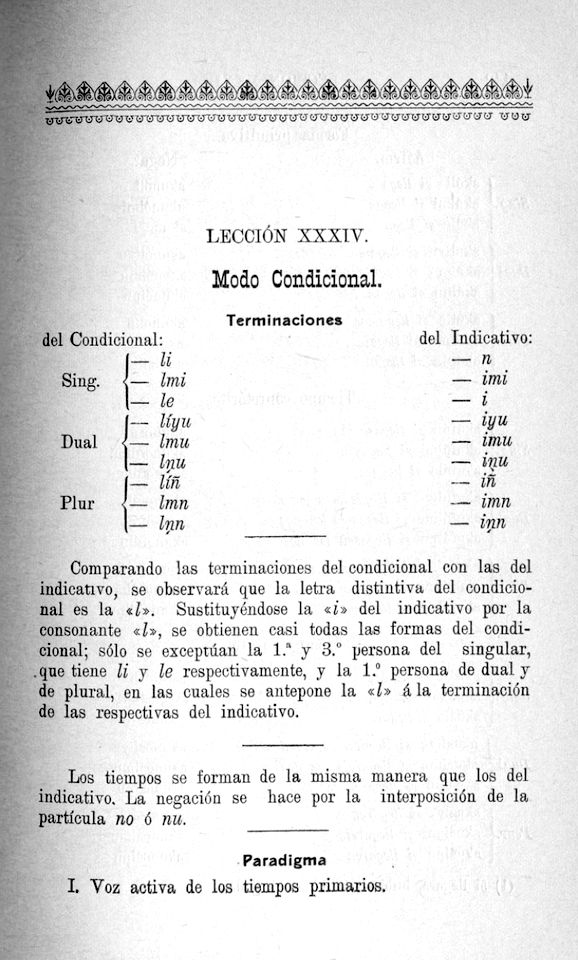 LECCIÓN XXXIV.
Modo Condicional.
Terminaciones
del Condicional: del Indicativo:
Sing. — li — n
— lmi — imi
— le — i
Dual — líyu — iyu
— lmu — imu
— lṇu — iṇu
Plur — líñ — iñ
— lmn — imn
— lṇn — iṇn
Comparando las terminaciones del condicional con las del
indicativo, se observará que la letra distintiva del condicio-
nal es la «l». Sustituyéndose la «i» del indicativo por la
consonante «l», se obtienen casi todas las formas del condi-
cional; sólo se exceptúan la 1.ª y 3.º persona del singular,
que tiene li y le respectivamente, y la 1.º persona de dual y
de plural, en las cuales se antepone la «l» á la terminación
de las respectivas del indicativo.
Los tiempos se forman de la misma manera que los del
indicativo. La negación se hace por la interposición de la
partícula no ó nu.
Paradigma
I. Voz activa de los tiempos primarios.